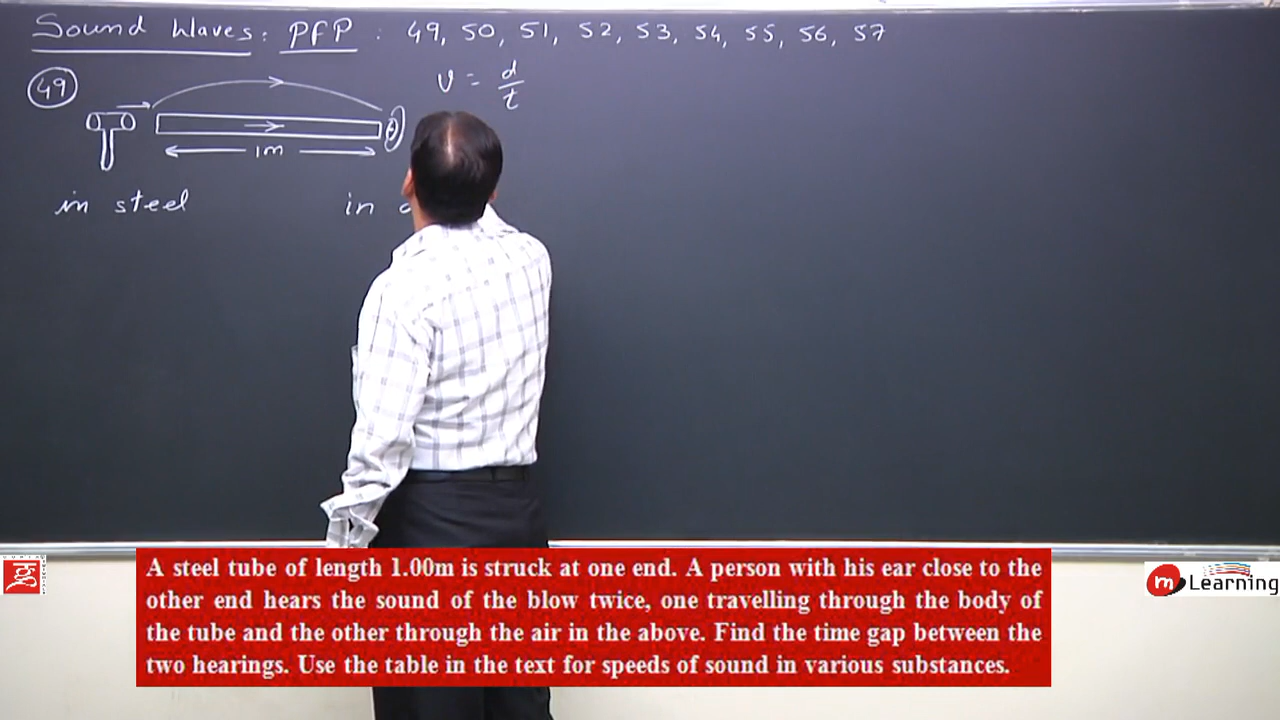 Sound Waves: PFP : 49, 50, 51, 52, 53, 54, 55, 56, 57
49
v = d/t
1m
in steel
in
A steel tube of length 1.00m is struck at one end. A person with his ear close to the
other end hears the sound of the blow twice, one travelling through the body of
the tube and the other through the air in the above. Find the time gap between the
two hearings. Use the table in the text for speeds of sound in various substances.
m Learning